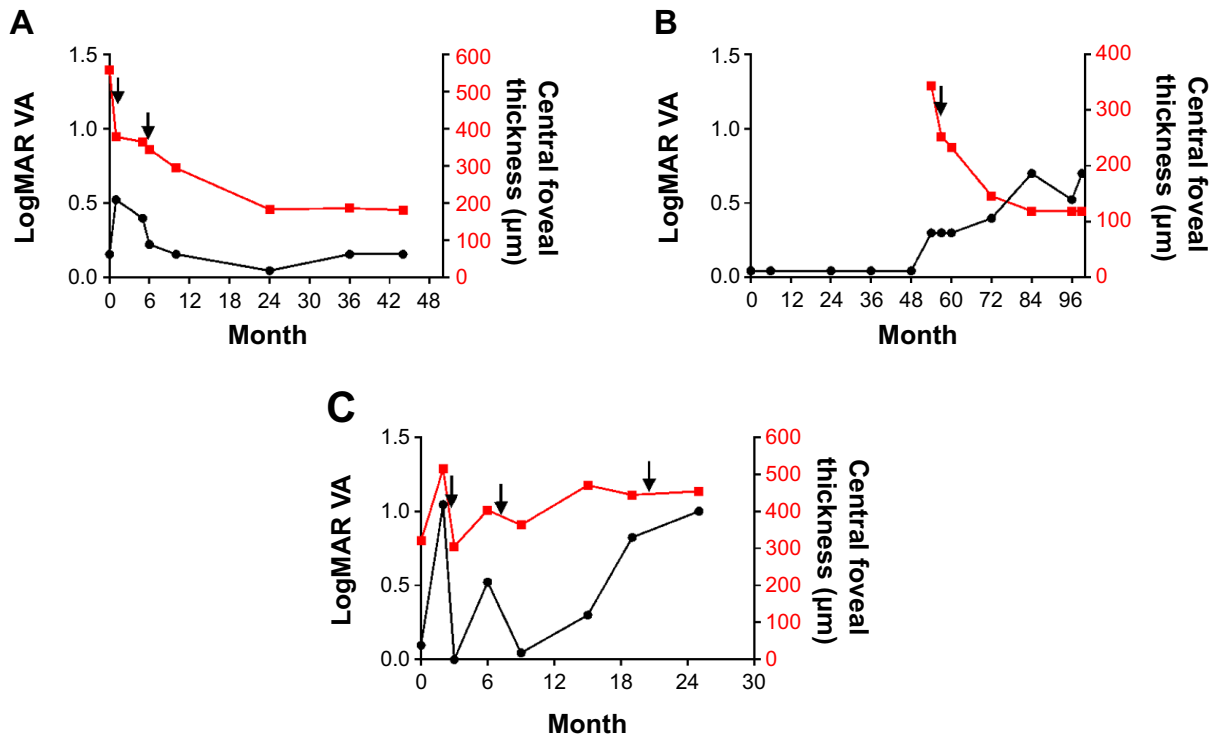 A
LogMAR VA
1.5
1.0
0.5
0.0
600
500
400
300
200
100
0
Central foveal
thickness (µm)
0 6 12 18 24 30 36 42 48
Month
B
LogMAR VA
1.5
1.0
0.5
0.0
400
300
200
100
0
Central foveal
thickness (µm)
0 12 24 36 48 60 72 84 96
Month
C
LogMAR VA
1.5
1.0
0.5
0.0
600
500
400
300
200
100
0
Central foveal
thickness (µm)
0 6 12 18 24 30
Month